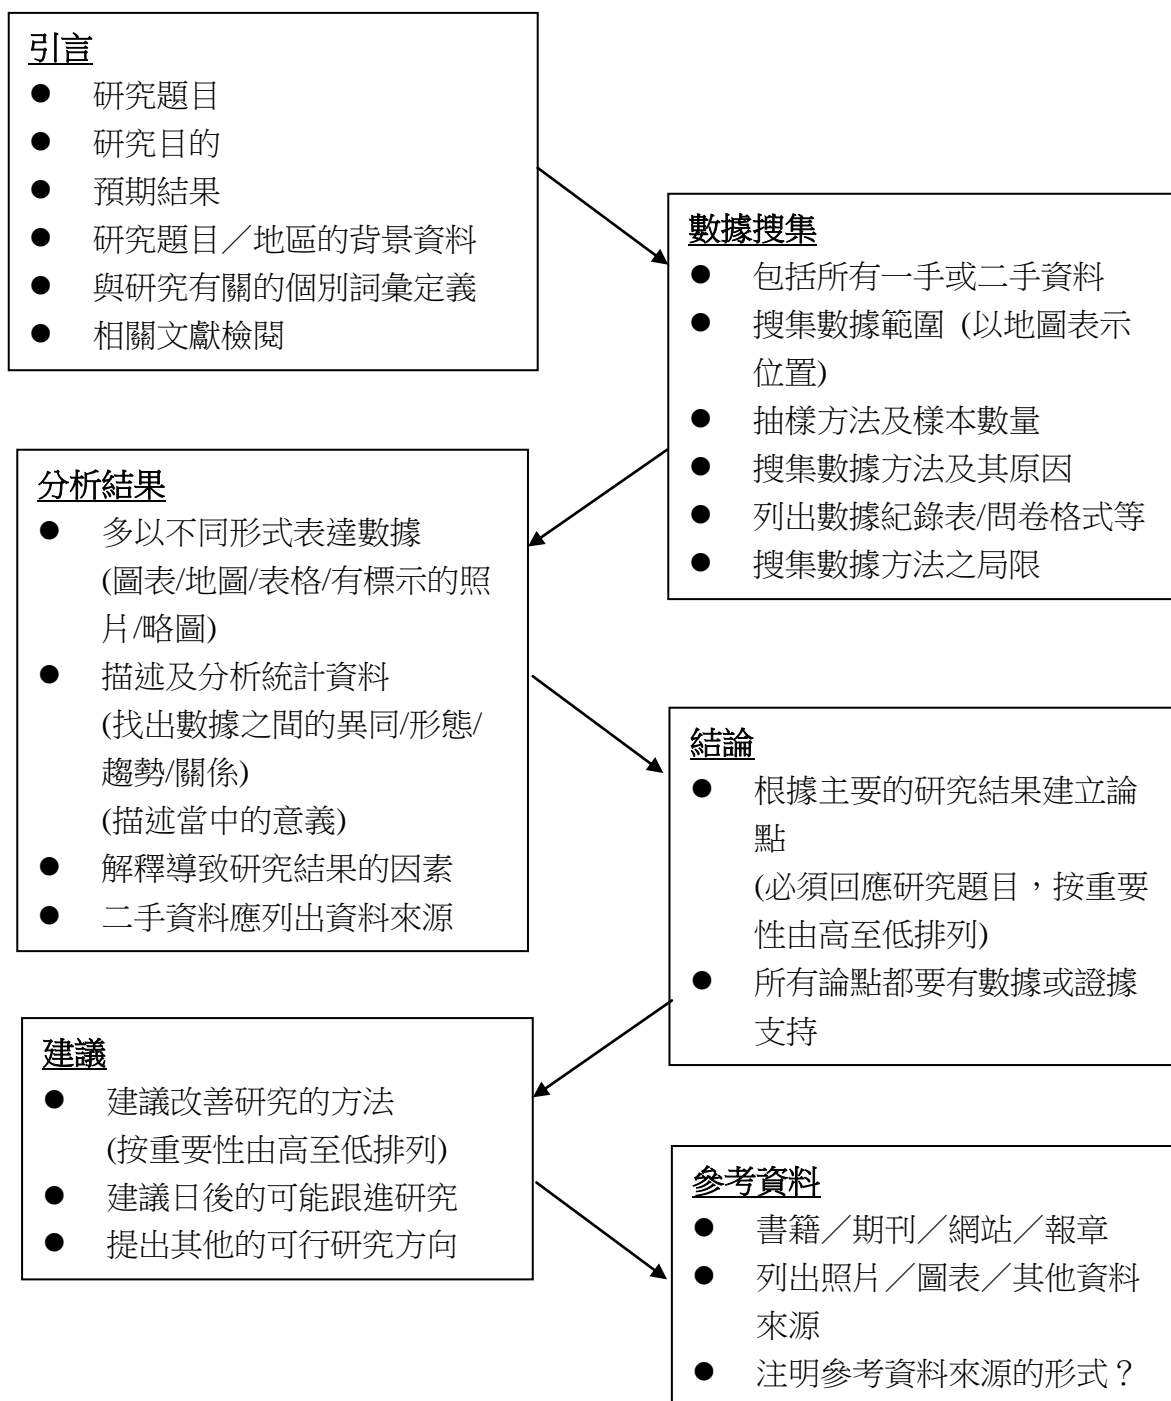 引言
● 研究題目
● 研究目的
● 預期結果
● 研究題目／地區的背景資料
● 與研究有關的個別詞彙定義
● 相關文獻檢閱
數據搜集
● 包括所有一手或二手資料
● 搜集數據範圍 (以地圖表示
位置)
● 抽樣方法及樣本數量
● 搜集數據方法及其原因
● 列出數據紀錄表/問卷格式等
● 搜集數據方法之局限
分析結果
● 多以不同形式表達數據
(圖表/地圖/表格/有標示的照
片/略圖)
● 描述及分析統計資料
(找出數據之間的異同/形態/
趨勢/關係)
(描述當中的意義)
● 解釋導致研究結果的因素
● 二手資料應列出資料來源
結論
● 根據主要的研究結果建立論
點
(必須回應研究題目，按重要
性由高至低排列)
● 所有論點都要有數據或證據
支持
建議
● 建議改善研究的方法
(按重要性由高至低排列)
● 建議日後的可能跟進研究
● 提出其他的可行研究方向
參考資料
● 書籍／期刊／網站／報章
● 列出照片／圖表／其他資料
來源
● 注明參考資料來源的形式？